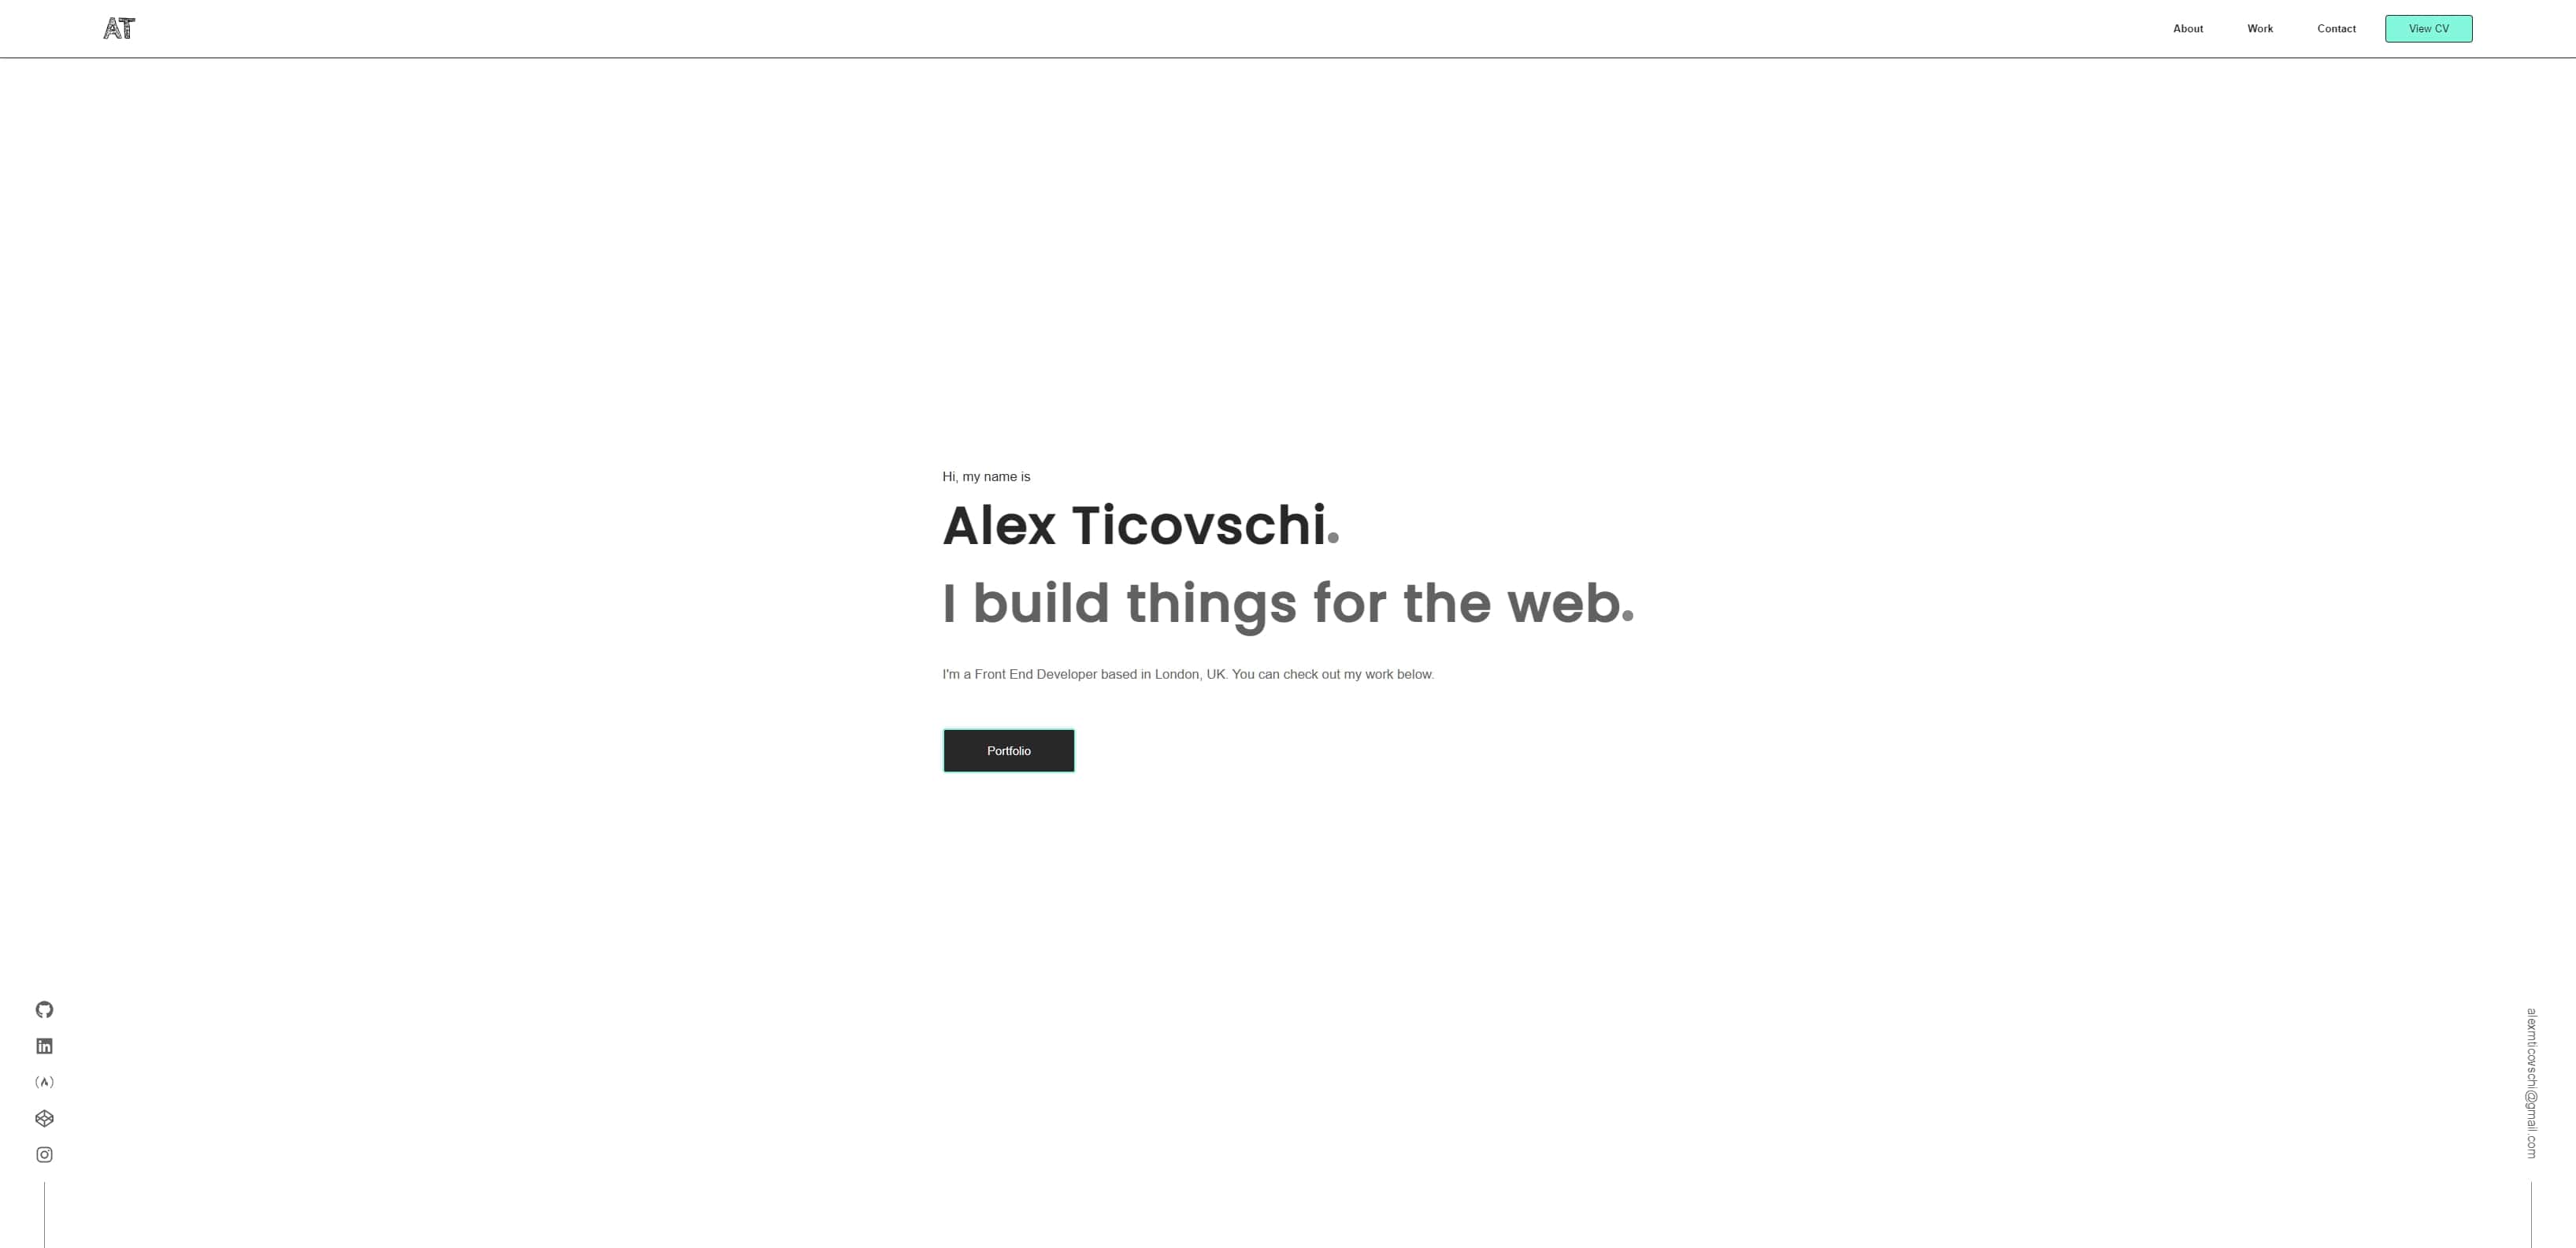 AT
About
Work
Contact
View CV
Hi, my name is
Alex Ticovschi.
I build things for the web.
I'm a Front End Developer based in London, UK. You can check out my work below.
Portfolio
in
alexmticovschi@gmail.com